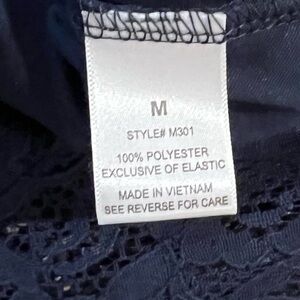 M
STYLE# M301
100% POLYESTER
EXCLUSIVE OF ELASTIC
MADE IN VIETNAM
SEE REVERSE FOR CARE